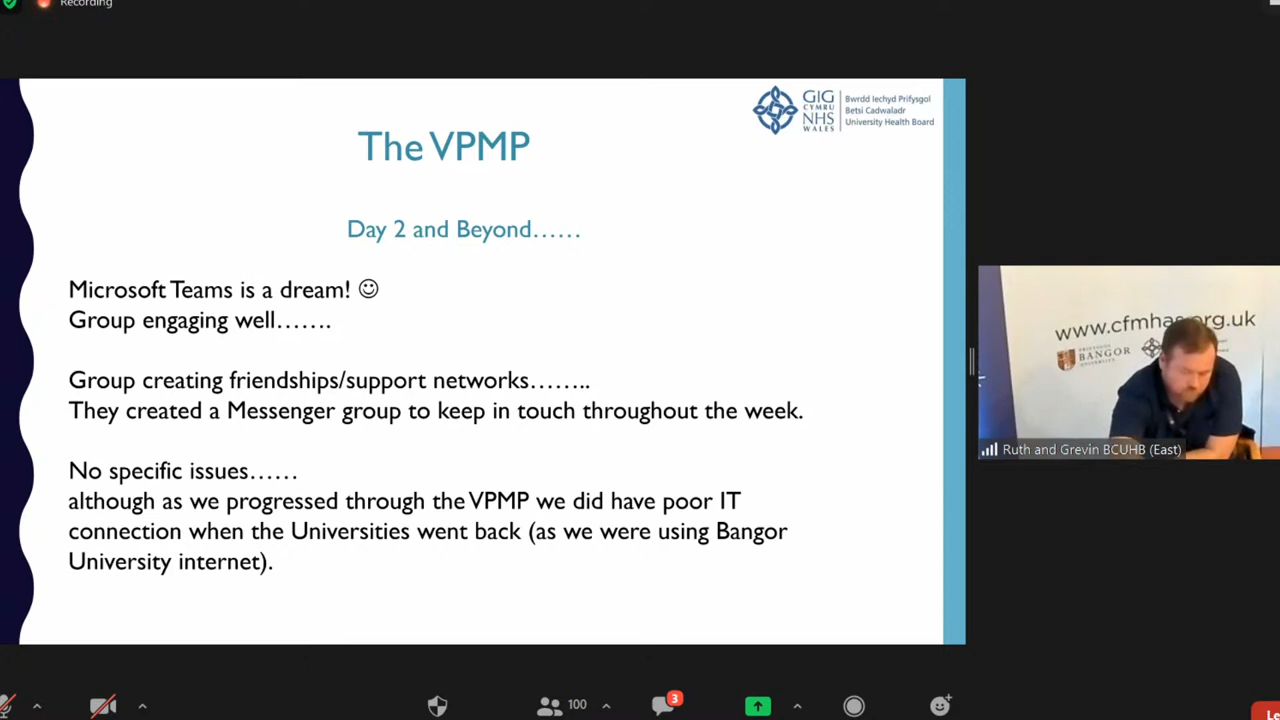 Recording
GIG
CYMRU
NHS
WALES
Bwrdd Iechyd Prifysgol
Betsi Cadwaladr
University Health Board
The VPMP
Day 2 and Beyond……
Microsoft Teams is a dream! ☺
Group engaging well…….
Group creating friendships/support networks……..
They created a Messenger group to keep in touch throughout the week.
No specific issues……
although as we progressed through the VPMP we did have poor IT
connection when the Universities went back (as we were using Bangor
University internet).
www.cfmhas.org.uk
PRIFYSGOL
BANGOR
UNIVERSITY
Ruth and Grevin BCUHB (East)
100
3